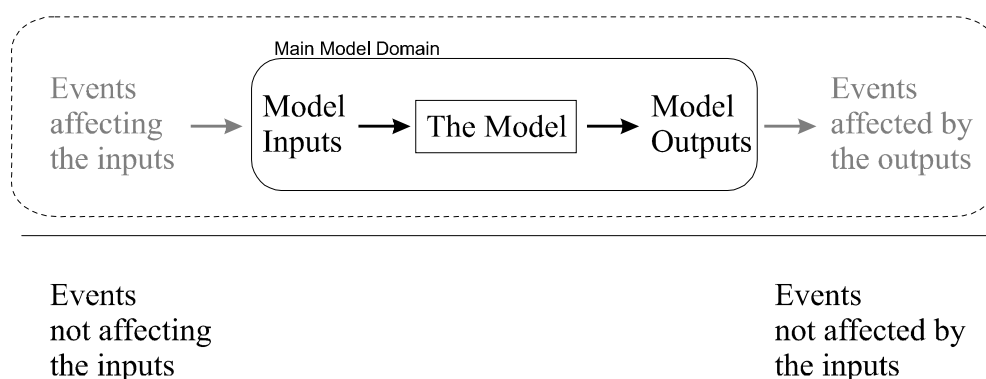 Main Model Domain
Events
affecting
the inputs
Model
Inputs
The Model
Model
Outputs
Events
affected by
the outputs
Events
not affecting
the inputs
Events
not affected by
the inputs